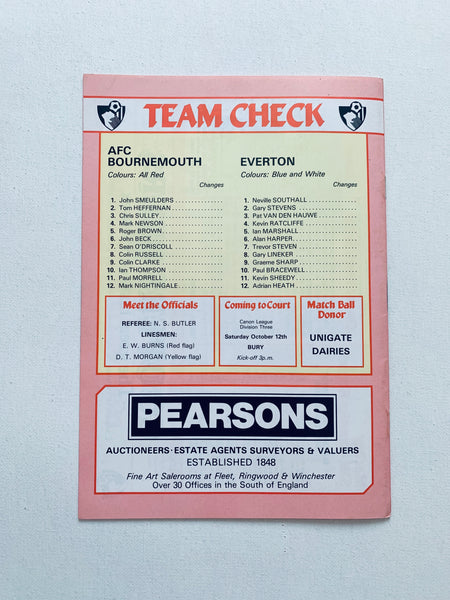 TEAM CHECK
AFC
BOURNEMOUTH
Colours: All Red
Changes
1. John SMEULDERS
2. Tom HEFFERNAN
3. Chris SULLEY
4. Mark NEWSON
5. Roger BROWN
6. John BECK
7. Sean O'DRISCOLL
8. Colin RUSSELL
9. Colin CLARKE
10. Ian THOMPSON
11. Paul MORRELL
12. Mark NIGHTINGALE
EVERTON
Colours: Blue and White
Changes
1. Neville SOUTHALL
2. Gary STEVENS
3. Pat VAN DEN HAUWE
4. Kevin RATCLIFFE
5. Ian MARSHALL
6. Alan HARPER
7. Trevor STEVEN
8. Gary LINEKER
9. Graeme SHARP
10. Paul BRACEWELL
11. Kevin SHEEDY
12. Adrian HEATH
Meet the Officials
REFEREE: N. S. BUTLER
LINESMEN:
E. W. BURNS (Red flag)
D. T. MORGAN (Yellow flag)
Coming to Court
Canon League
Division Three
Saturday October 12th
BURY
Kick-off 3p.m.
Match Ball
Donor
UNIGATE
DAIRIES
PEARSONS
AUCTIONEERS·ESTATE AGENTS SURVEYORS & VALUERS
ESTABLISHED 1848
Fine Art Salerooms at Fleet, Ringwood & Winchester
Over 30 Offices in the South of England